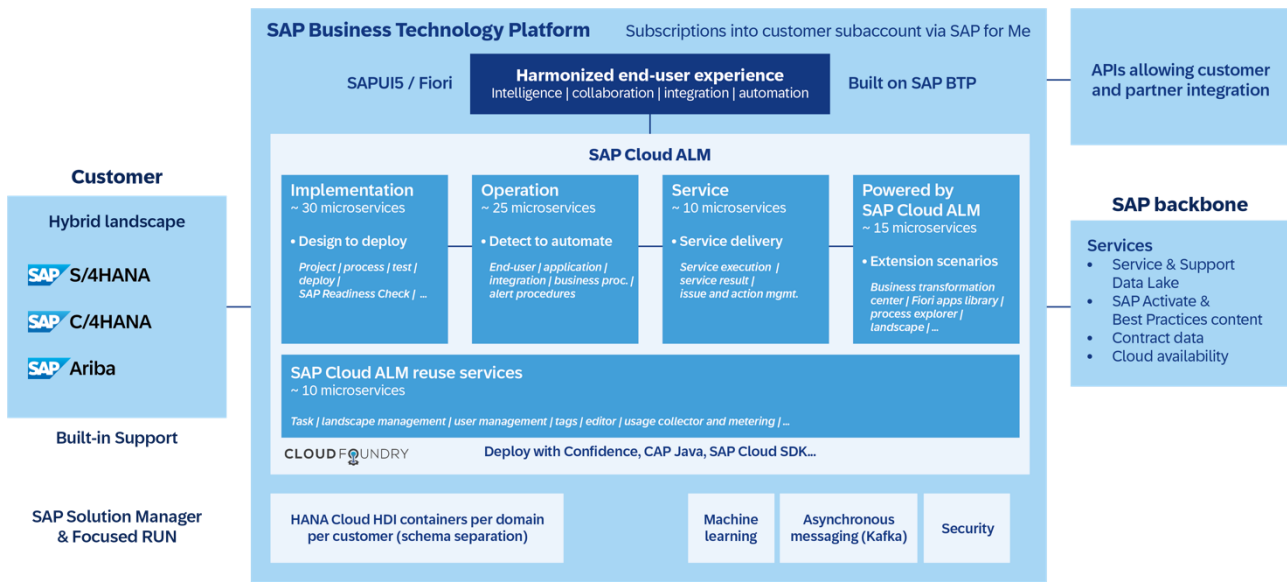 SAP Business Technology Platform
Subscriptions into customer subaccount via SAP for Me
SAPUI5 / Fiori
Harmonized end-user experience
Intelligence | collaboration | integration | automation
Built on SAP BTP
APIs allowing customer
and partner integration
SAP Cloud ALM
Customer
Hybrid landscape
SAP S/4HANA
SAP C/4HANA
SAP Ariba
Built-in Support
SAP Solution Manager
& Focused RUN
Implementation
~ 30 microservices
• Design to deploy
Project | process | test |
deploy |
SAP Readiness Check | ...
Operation
~ 25 microservices
• Detect to automate
End-user | application |
integration | business proc. |
alert procedures
Service
~ 10 microservices
• Service delivery
Service execution |
service result |
issue and action mgmt.
Powered by
SAP Cloud ALM
~ 15 microservices
• Extension scenarios
Business transformation
center | Fiori apps library |
process explorer |
landscape | ...
SAP Cloud ALM reuse services
~ 10 microservices
Task | landscape management | user management | tags | editor | usage collector and metering | ...
CLOUD FOUNDRY
Deploy with Confidence, CAP Java, SAP Cloud SDK...
HANA Cloud HDI containers per domain
per customer (schema separation)
Machine
learning
Asynchronous
messaging (Kafka)
Security
SAP backbone
Services
• Service & Support
Data Lake
• SAP Activate &
Best Practices content
• Contract data
• Cloud availability